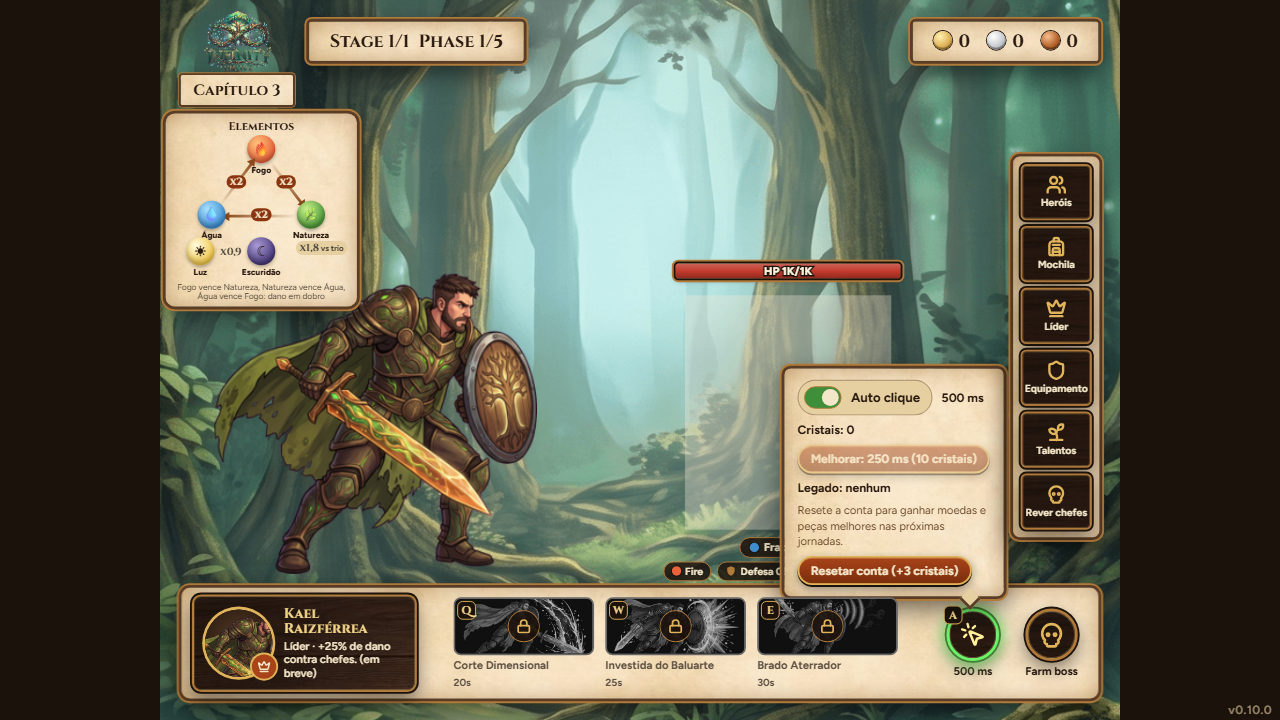 STAGE 1/1 PHASE 1/5
0 0 0
CAPÍTULO 3
ELEMENTOS
Fogo
X2 X2
X2
Água
Natureza
X0,9
X1,8 vs trio
Luz
Escuridão
Fogo vence Natureza, Natureza vence Água,
Água vence Fogo: dano em dobro
HP 1K/1K
Heróis
Mochila
Líder
Equipamento
Talentos
Rever chefes
Auto clique 500 ms
Cristais: 0
Melhorar: 250 ms (10 cristais)
Legado: nenhum
Resete a conta para ganhar moedas e
peças melhores nas próximas
jornadas.
Resetar conta (+3 cristais)
Fra
Fire
Defesa
KAEL
RAIZFÉRREA
Líder · +25% de dano
contra chefes. (em
breve)
Q
Corte Dimensional
20s
W
Investida do Baluarte
25s
E
Brado Aterrador
30s
A
500 ms
Farm boss
v0.10.0